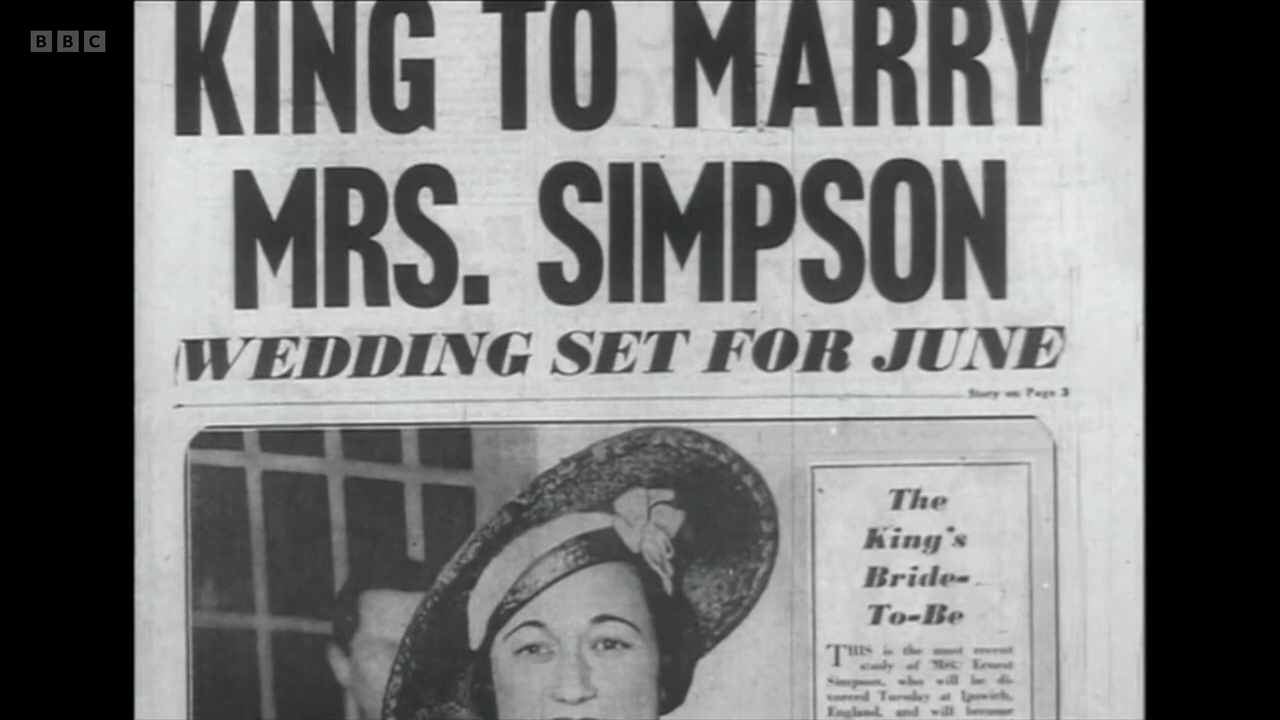 BBC
KING TO MARRY
MRS. SIMPSON
WEDDING SET FOR JUNE
Story on Page 3
The
King's
Bride-
To-Be
THIS is the most recent
study of Mrs. Ernest
Simpson, who will be di-
vorced Tuesday at Ipswich,
England, and will become